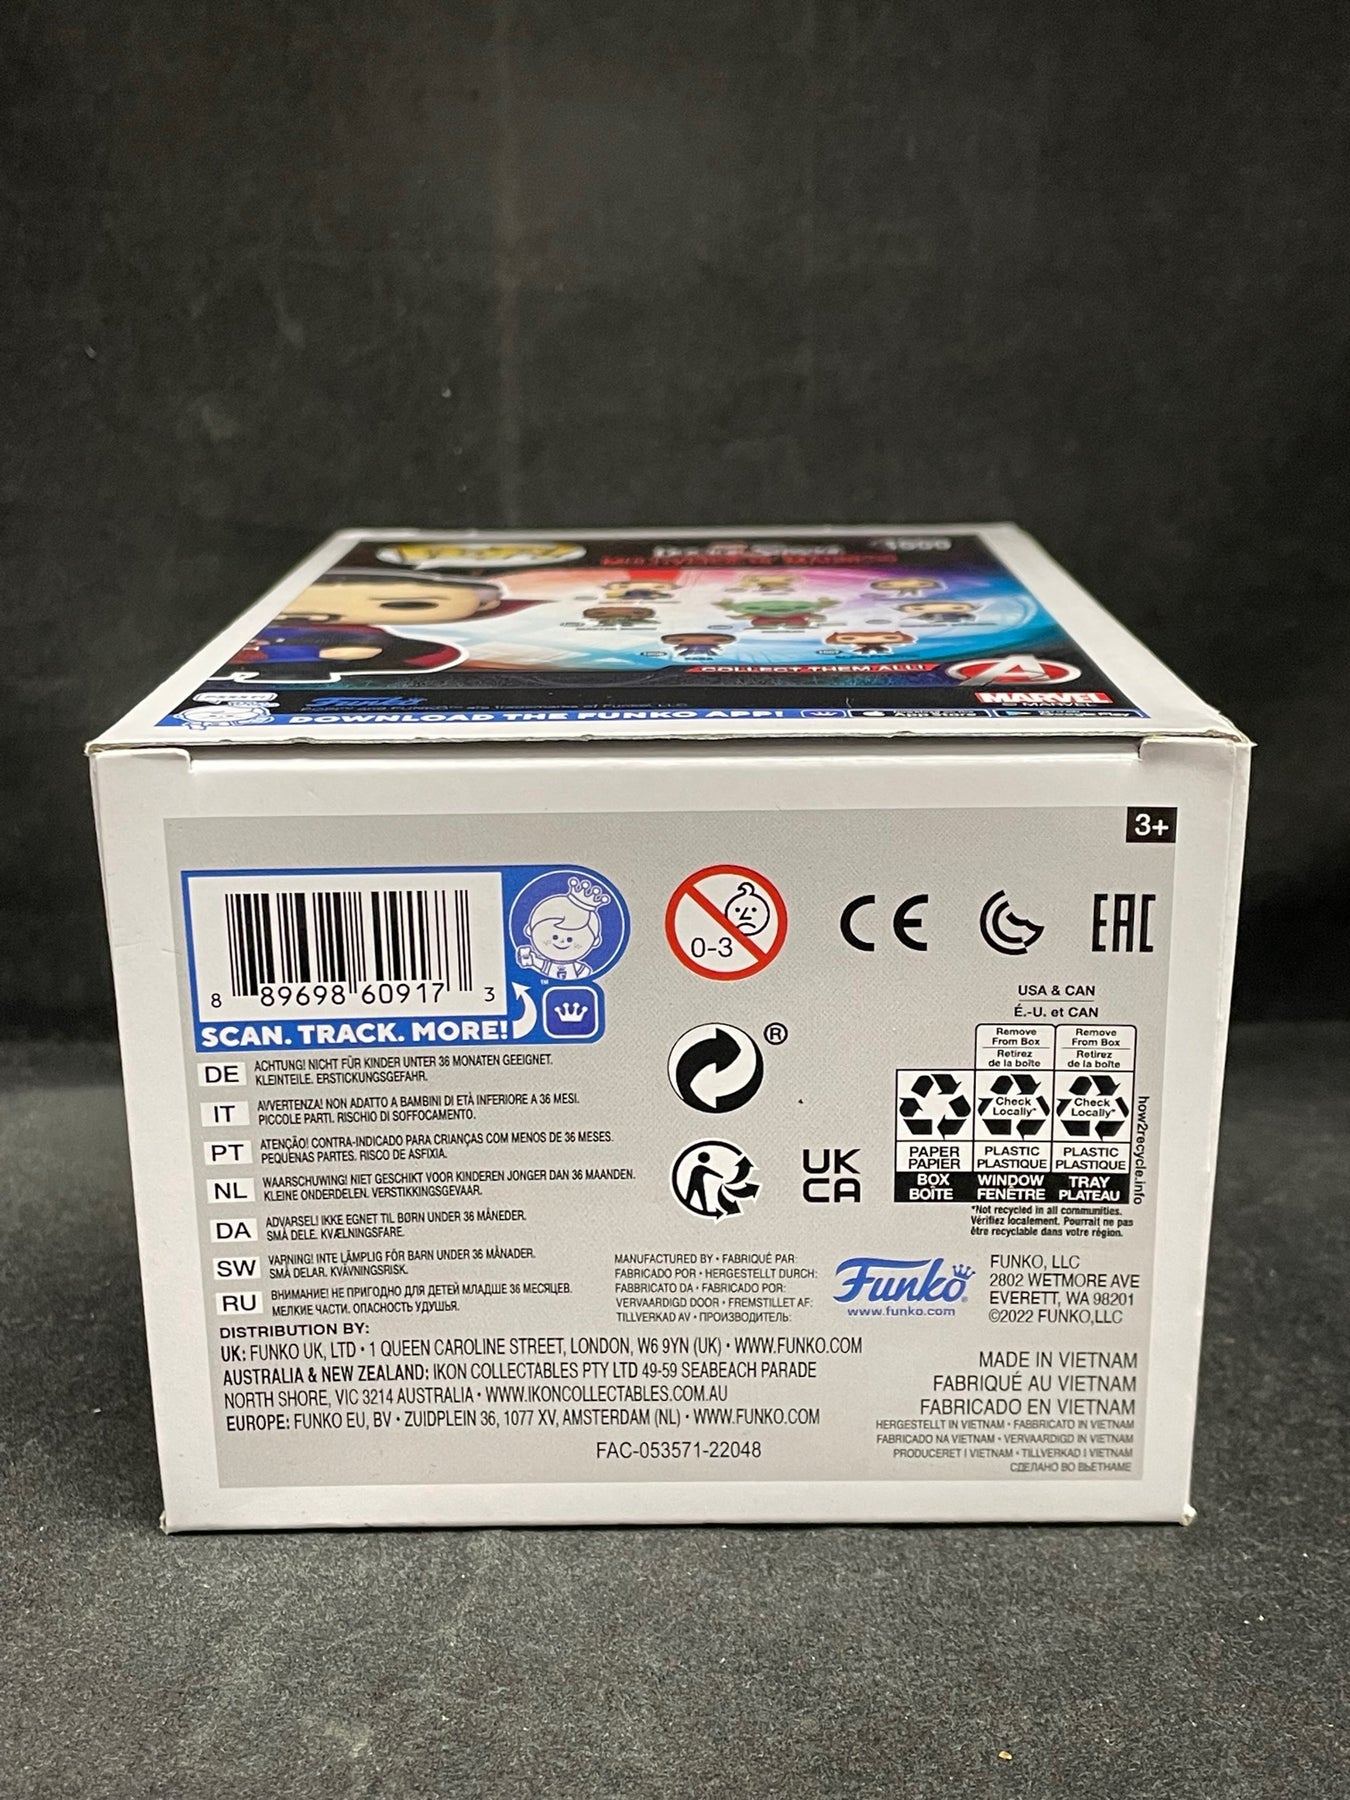 DOWNLOAD THE FUNKO APP!
COLLECT THEM ALL!
MARVEL
© MARVEL
Funko
3+
8 89698 60917 3
SCAN. TRACK. MORE!
TM
0-3
CE
EAC
®
UK
CA
USA & CAN
É.-U. et CAN
Remove From Box
Retirez de la boîte
Remove From Box
Retirez de la boîte
Check Locally*
Check Locally*
PAPER PAPIER
PLASTIC PLASTIQUE
PLASTIC PLASTIQUE
BOX BOÎTE
WINDOW FENÊTRE
TRAY PLATEAU
how2recycle.info
*Not recycled in all communities.
Vérifiez localement. Pourrait ne pas
être recyclable dans votre région.
DE ACHTUNG! NICHT FÜR KINDER UNTER 36 MONATEN GEEIGNET.
KLEINTEILE. ERSTICKUNGSGEFAHR.
IT AVVERTENZA! NON ADATTO A BAMBINI DI ETÀ INFERIORE A 36 MESI.
PICCOLE PARTI. RISCHIO DI SOFFOCAMENTO.
PT ATENÇÃO! CONTRA-INDICADO PARA CRIANÇAS COM MENOS DE 36 MESES.
PEQUENAS PARTES. RISCO DE ASFIXIA.
NL WAARSCHUWING! NIET GESCHIKT VOOR KINDEREN JONGER DAN 36 MAANDEN.
KLEINE ONDERDELEN. VERSTIKKINGSGEVAAR.
DA ADVARSEL! IKKE EGNET TIL BØRN UNDER 36 MÅNEDER.
SMÅ DELE. KVÆLNINGSFARE.
SW VARNING! INTE LÄMPLIG FÖR BARN UNDER 36 MÅNADER.
SMÅ DELAR. KVÄVNINGSRISK.
RU ВНИМАНИЕ! НЕ ПРИГОДНО ДЛЯ ДЕТЕЙ МЛАДШЕ 36 МЕСЯЦЕВ.
МЕЛКИЕ ЧАСТИ. ОПАСНОСТЬ УДУШЬЯ.
MANUFACTURED BY • FABRIQUÉ PAR:
FABRICADO POR • HERGESTELLT DURCH:
FABBRICATO DA • FABRICADO POR:
VERVAARDIGD DOOR • FREMSTILLET AF:
TILLVERKAD AV • ПРОИЗВОДИТЕЛЬ:
Funko
www.funko.com
FUNKO, LLC
2802 WETMORE AVE
EVERETT, WA 98201
©2022 FUNKO,LLC
DISTRIBUTION BY:
UK: FUNKO UK, LTD • 1 QUEEN CAROLINE STREET, LONDON, W6 9YN (UK) • WWW.FUNKO.COM
AUSTRALIA & NEW ZEALAND: IKON COLLECTABLES PTY LTD 49-59 SEABEACH PARADE
NORTH SHORE, VIC 3214 AUSTRALIA • WWW.IKONCOLLECTABLES.COM.AU
EUROPE: FUNKO EU, BV • ZUIDPLEIN 36, 1077 XV, AMSTERDAM (NL) • WWW.FUNKO.COM
FAC-053571-22048
MADE IN VIETNAM
FABRIQUÉ AU VIETNAM
FABRICADO EN VIETNAM
HERGESTELLT IN VIETNAM • FABBRICATO IN VIETNAM
FABRICADO NA VIETNAM • VERVAARDIGD IN VIETNAM
PRODUCERET I VIETNAM • TILLVERKAD I VIETNAM
СДЕЛАНО ВО ВЬЕТНАМЕ